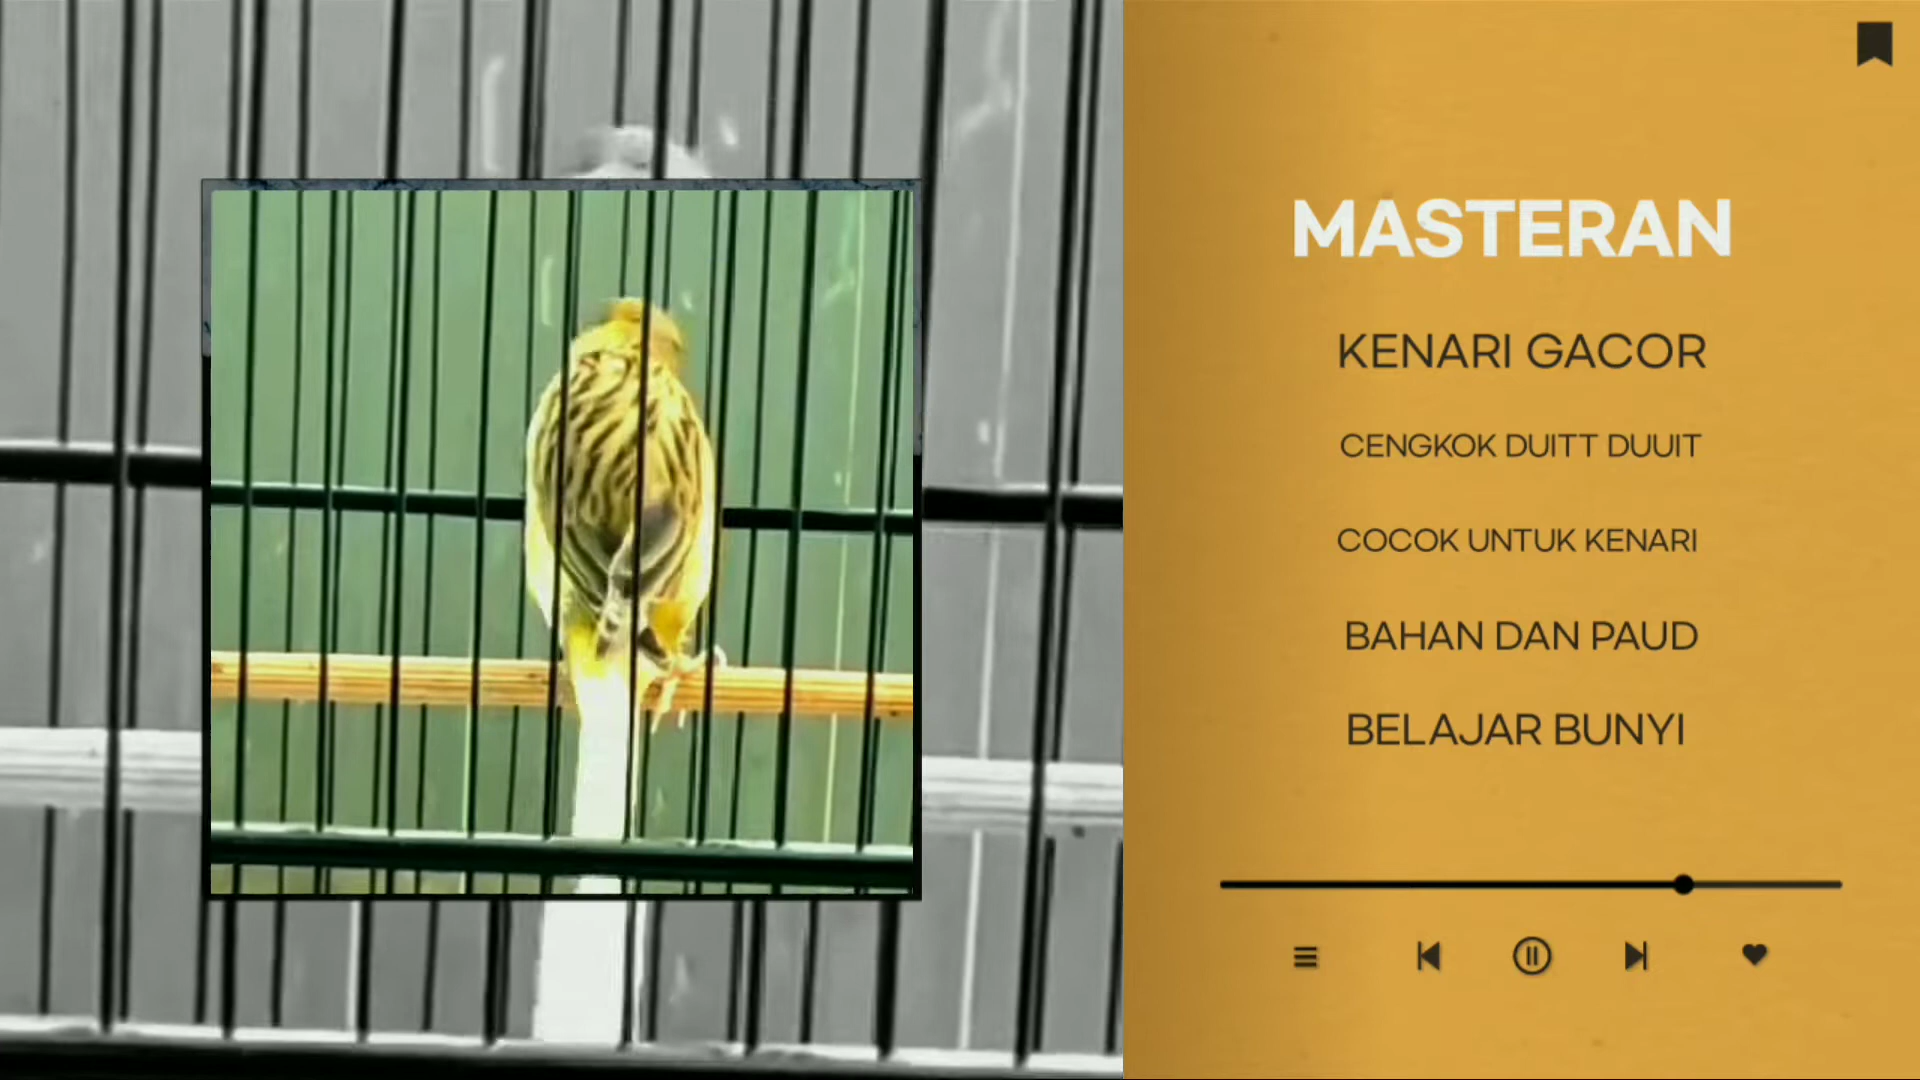 MASTERAN
KENARI GACOR
CENGKOK DUITT DUUIT
COCOK UNTUK KENARI
BAHAN DAN PAUD
BELAJAR BUNYI